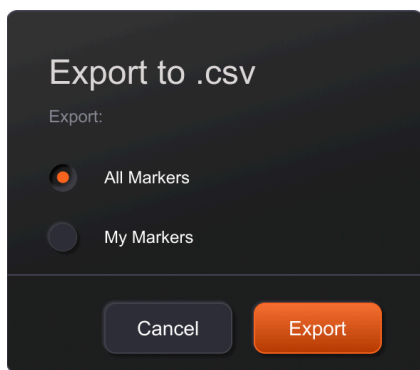 Export to .csv
Export:
All Markers
My Markers
Cancel Export